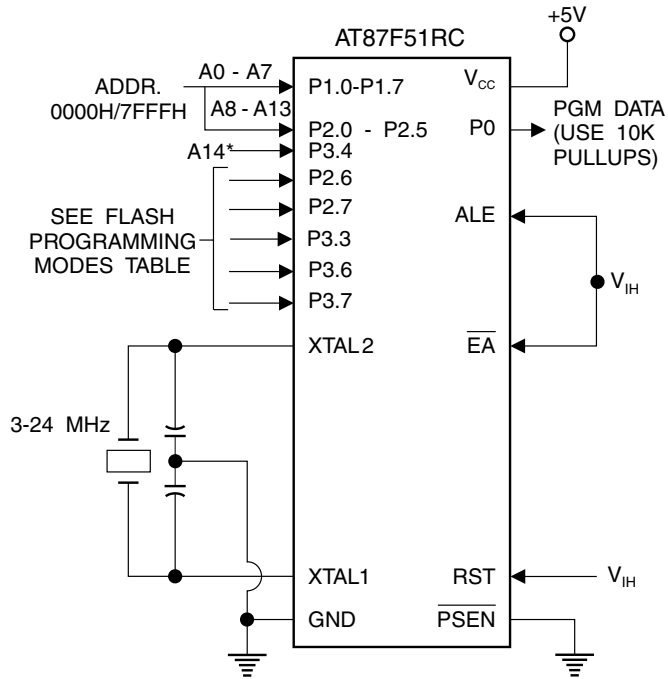 +5V
AT87F51RC
ADDR.
0000H/7FFFH
A0 - A7
A8 - A13
A14*
P1.0-P1.7
P2.0 - P2.5
P3.4
P2.6
P2.7
P3.3
P3.6
P3.7
SEE FLASH
PROGRAMMING
MODES TABLE
VCC
P0
PGM DATA
(USE 10K
PULLUPS)
ALE
VIH
EA
XTAL2
3-24 MHz
XTAL1
GND
RST
VIH
PSEN